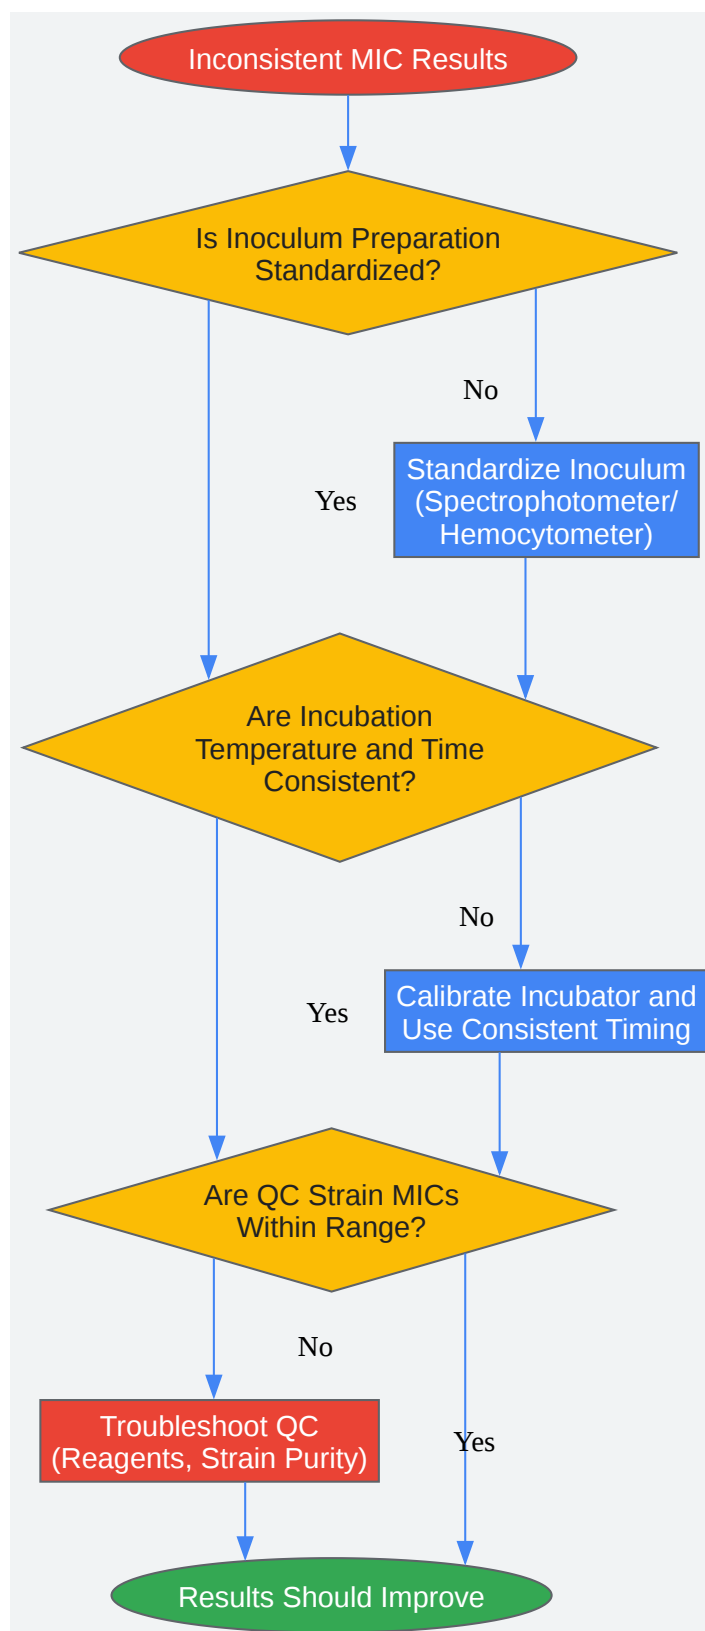 Inconsistent MIC Results
Is Inoculum Preparation
Standardized?
No
Yes
Standardize Inoculum
(Spectrophotometer/
Hemocytometer)
Are Incubation
Temperature and Time
Consistent?
No
Yes
Calibrate Incubator and
Use Consistent Timing
Are QC Strain MICs
Within Range?
No
Troubleshoot QC
(Reagents, Strain Purity)
Yes
Results Should Improve